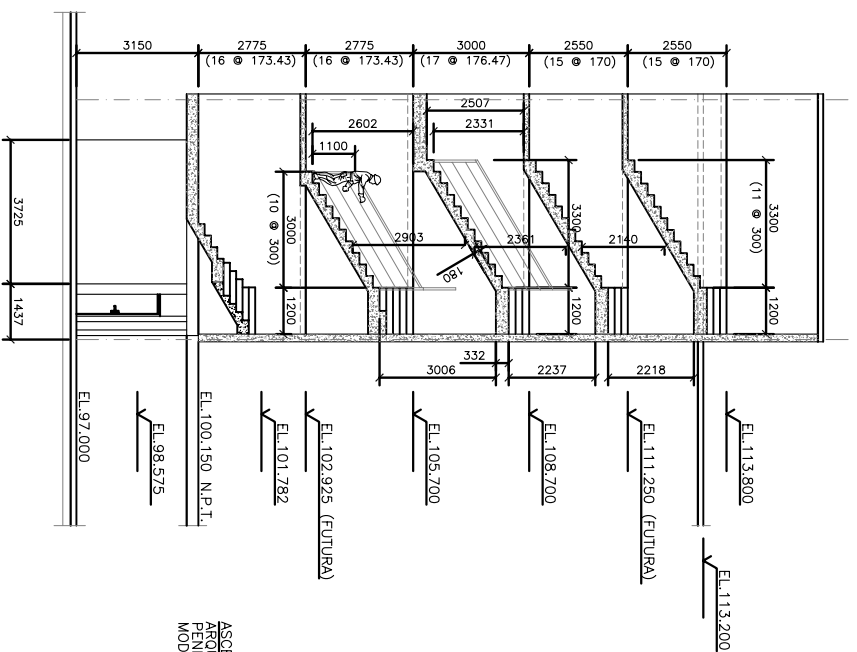 3150
2775
(16 @ 173.43)
2775
(16 @ 173.43)
3000
(17 @ 176.47)
2550
(15 @ 170)
2550
(15 @ 170)
2507
2602
2331
1100
3725
3000
(10 @ 300)
3300
3300
(11 @ 300)
2903
2361
2140
180
1437
1200
1200
1200
332
3006
2237
2218
EL.97.000
EL.98.575
EL.100.150 N.P.T.
EL.101.782
EL.102.925 (FUTURA)
EL.105.700
EL.108.700
EL.111.250 (FUTURA)
EL.113.800
EL.113.200